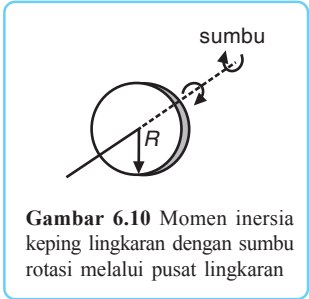 sumbu
R
Gambar 6.10 Momen inersia
keping lingkaran dengan sumbu
rotasi melalui pusat lingkaran